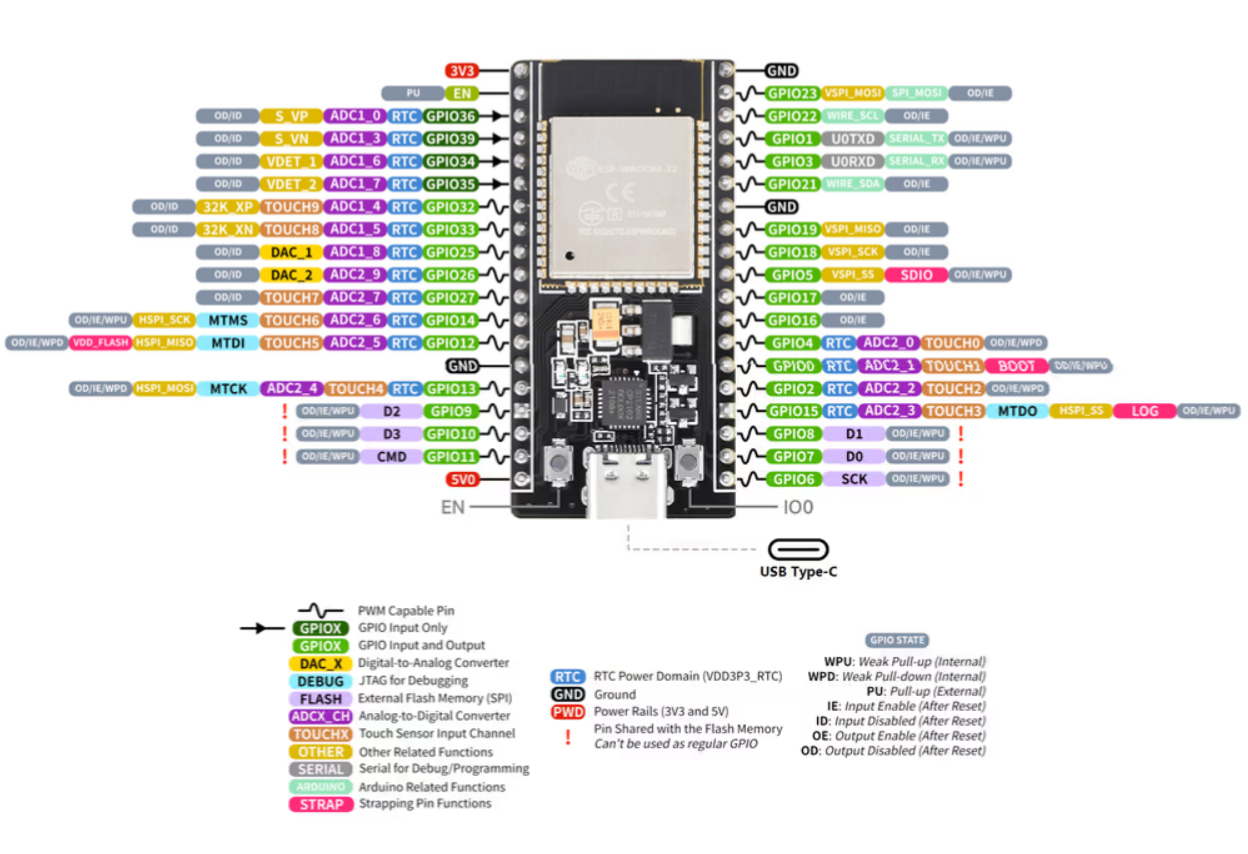 3V3
PU EN
OD/ID S_VP ADC1_0 RTC GPIO36
OD/ID S_VN ADC1_3 RTC GPIO39
OD/ID VDET_1 ADC1_6 RTC GPIO34
OD/ID VDET_2 ADC1_7 RTC GPIO35
OD/ID 32K_XP TOUCH9 ADC1_4 RTC GPIO32
OD/ID 32K_XN TOUCH8 ADC1_5 RTC GPIO33
OD/ID DAC_1 ADC1_8 RTC GPIO25
OD/ID DAC_2 ADC2_9 RTC GPIO26
OD/ID TOUCH7 ADC2_7 RTC GPIO27
OD/IE/WPU HSPI_SCK MTMS TOUCH6 ADC2_6 RTC GPIO14
OD/IE/WPD VDD_FLASH HSPI_MISO MTDI TOUCH5 ADC2_5 RTC GPIO12
GND
OD/IE/WPD HSPI_MOSI MTCK ADC2_4 TOUCH4 RTC GPIO13
! OD/IE/WPU D2 GPIO9
! OD/IE/WPU D3 GPIO10
! OD/IE/WPU CMD GPIO11
5V0
EN
GND
GPIO23 VSPI_MOSI SPI_MOSI OD/IE
GPIO22 WIRE_SCL OD/IE
GPIO1 U0TXD SERIAL_TX OD/IE/WPU
GPIO3 U0RXD SERIAL_RX OD/IE/WPU
GPIO21 WIRE_SDA OD/IE
GND
GPIO19 VSPI_MISO OD/IE
GPIO18 VSPI_SCK OD/IE
GPIO5 VSPI_SS SDIO OD/IE/WPU
GPIO17 OD/IE
GPIO16 OD/IE
GPIO4 RTC ADC2_0 TOUCH0 OD/IE/WPD
GPIO0 RTC ADC2_1 TOUCH1 BOOT OD/IE/WPU
GPIO2 RTC ADC2_2 TOUCH2 OD/IE/WPD
GPIO15 RTC ADC2_3 TOUCH3 MTDO HSPI_SS LOG OD/IE/WPU
GPIO8 D1 OD/IE/WPU !
GPIO7 D0 OD/IE/WPU !
GPIO6 SCK OD/IE/WPU !
IO0
CE
USB Type-C
PWM Capable Pin
GPIOX GPIO Input Only
GPIOX GPIO Input and Output
DAC_X Digital-to-Analog Converter
DEBUG JTAG for Debugging
FLASH External Flash Memory (SPI)
ADCX_CH Analog-to-Digital Converter
TOUCHX Touch Sensor Input Channel
OTHER Other Related Functions
SERIAL Serial for Debug/Programming
ARDUINO Arduino Related Functions
STRAP Strapping Pin Functions
RTC RTC Power Domain (VDD3P3_RTC)
GND Ground
PWD Power Rails (3V3 and 5V)
! Pin Shared with the Flash Memory
Can't be used as regular GPIO
GPIO STATE
WPU: Weak Pull-up (Internal)
WPD: Weak Pull-down (Internal)
PU: Pull-up (External)
IE: Input Enable (After Reset)
ID: Input Disabled (After Reset)
OE: Output Enable (After Reset)
OD: Output Disabled (After Reset)